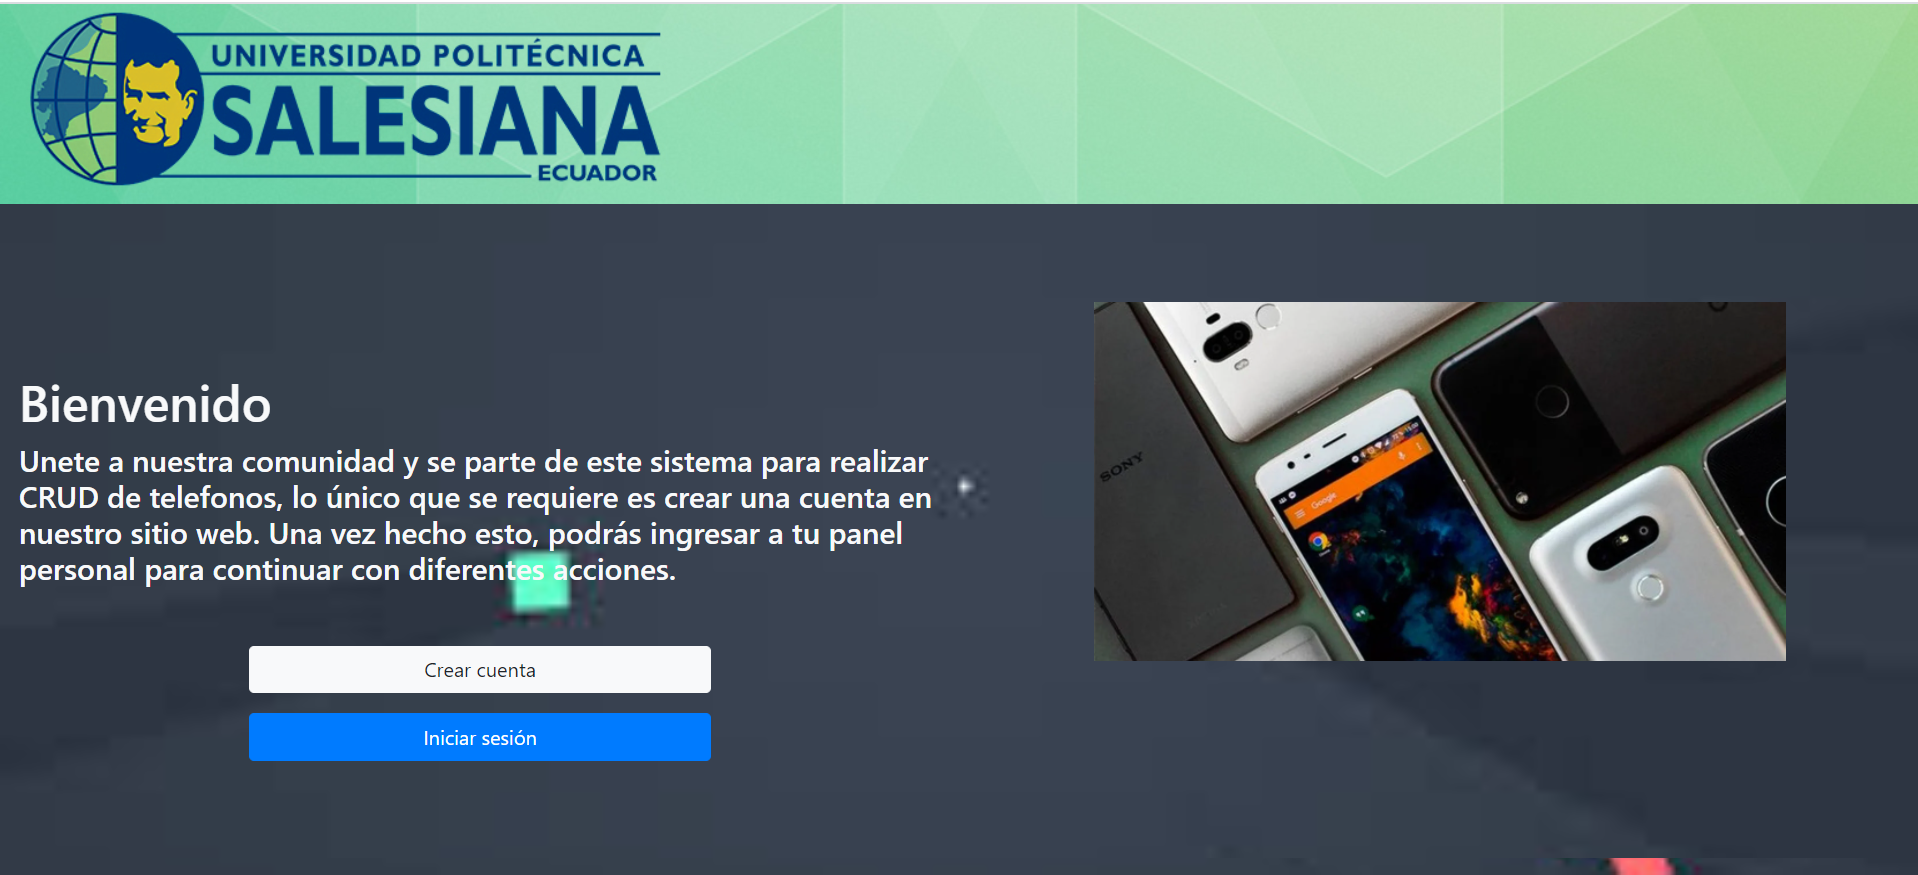 UNIVERSIDAD POLITÉCNICA
SALESIANA
ECUADOR
Bienvenido
Unete a nuestra comunidad y se parte de este sistema para realizar
CRUD de telefonos, lo único que se requiere es crear una cuenta en
nuestro sitio web. Una vez hecho esto, podrás ingresar a tu panel
personal para continuar con diferentes acciones.
Crear cuenta
Iniciar sesión
SONY
Google